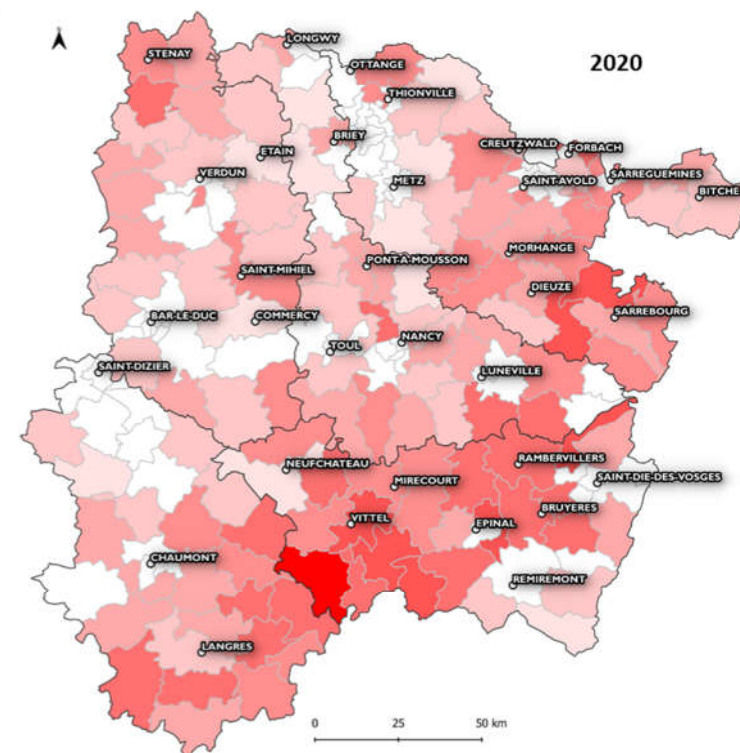 LONGWY
STENAY
2020
OTTANGE
THIONVILLE
BRIEY
CREUTZWALD
FORBACH
ETAIN
VERDUN
METZ
SAINT-AVOLD
SARREGUEMINES
BITCHE
MORHANGE
PONT-A-MOUSSON
SAINT-MIHIEL
DIEUZE
BAR-LE-DUC
COMMERCY
SARREBOURG
NANCY
TOUL
SAINT-DIZIER
LUNEVILLE
NEUFCHATEAU
RAMBERVILLERS
MIRECOURT
SAINT-DIE-DES-VOSGES
BRUYERES
VITTEL
EPINAL
CHAUMONT
REMIREMONT
LANGRES
0 25 50 km